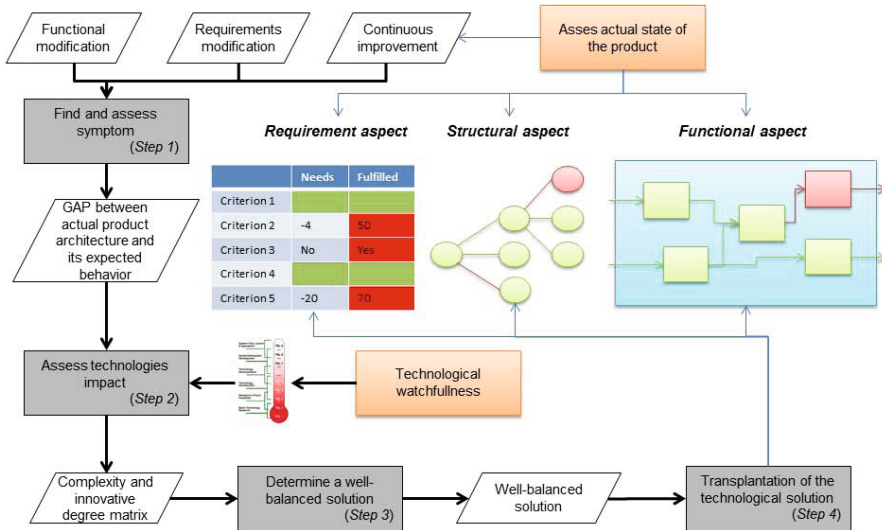 Functional
modification
Requirements
modification
Continuous
improvement
Asses actual state of
the product
Find and assess
symptom
(Step 1)
Requirement aspect
Structural aspect
Functional aspect
Needs Fulfilled
Criterion 1
Criterion 2 -4 50
Criterion 3 No Yes
Criterion 4
Criterion 5 -20 70
GAP between
actual product
architecture and
its expected
behavior
Assess technologies
impact
(Step 2)
Technological
watchfullness
Complexity and
innovative
degree matrix
Determine a well-
balanced solution
(Step 3)
Well-balanced
solution
Transplantation of the
technological solution
(Step 4)